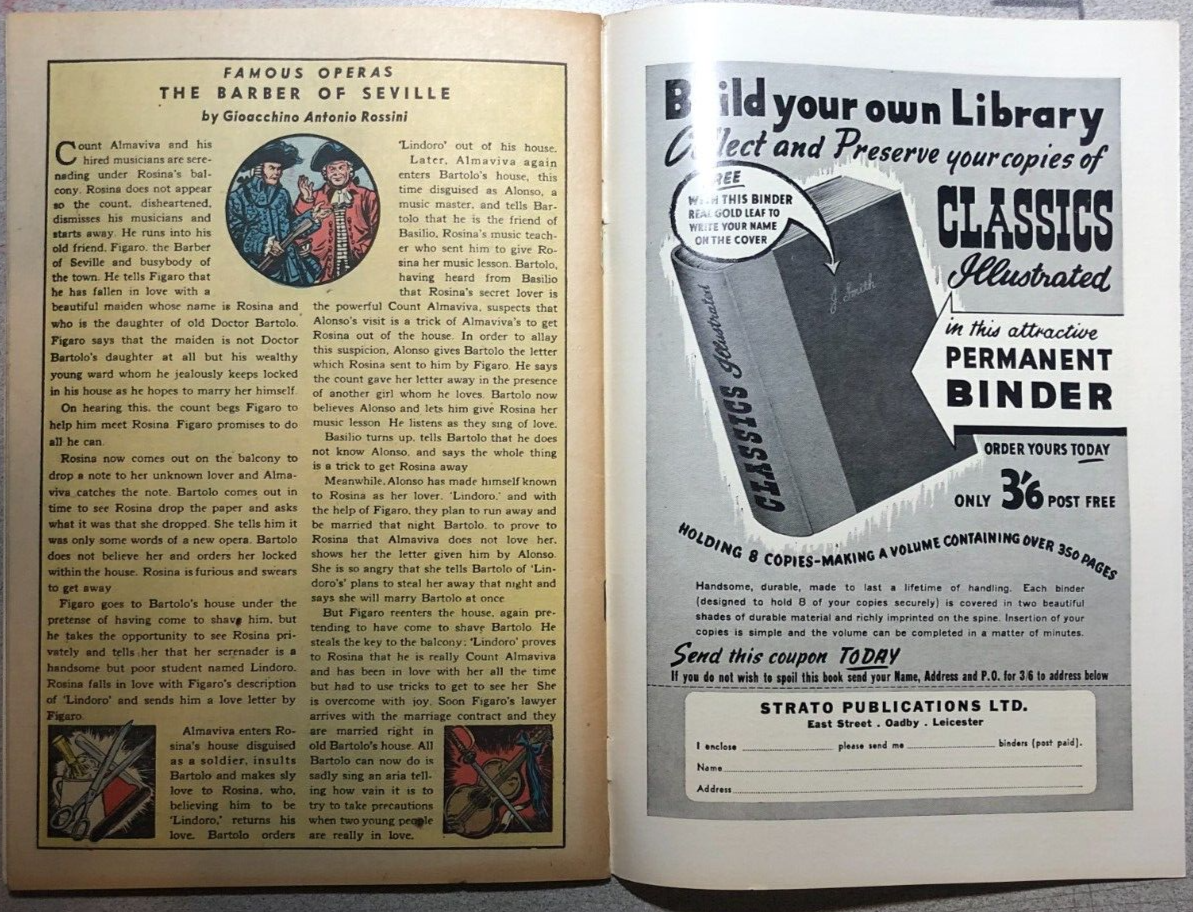 FAMOUS OPERAS
THE BARBER OF SEVILLE
by Gioacchino Antonio Rossini
Count Almaviva and his
hired musicians are sere-
nading under Rosina's bal-
cony. Rosina does not appear
so the count, disheartened,
dismisses his musicians and
starts away. He runs into his
old friend, Figaro, the Barber
of Seville and busybody of
the town. He tells Figaro that
he has fallen in love with a
beautiful maiden whose name is Rosina and
who is the daughter of old Doctor Bartolo.
Figaro says that the maiden is not Doctor
Bartolo's daughter at all but his wealthy
young ward whom he jealously keeps locked
in his house as he hopes to marry her himself.
On hearing this, the count begs Figaro to
help him meet Rosina. Figaro promises to do
all he can.
Rosina now comes out on the balcony to
drop a note to her unknown lover and Alma-
viva catches the note. Bartolo comes out in
time to see Rosina drop the paper and asks
what it was that she dropped. She tells him it
was only some words of a new opera. Bartolo
does not believe her and orders her locked
within the house. Rosina is furious and swears
to get away
Figaro goes to Bartolo's house under the
pretense of having come to shave him, but
he takes the opportunity to see Rosina pri-
vately and tells her that her serenader is a
handsome but poor student named Lindoro.
Rosina falls in love with Figaro's description
of 'Lindoro' and sends him a love letter by
Figaro.
Almaviva enters Ro-
sina's house disguised
as a soldier, insults
Bartolo and makes sly
love to Rosina, who,
believing him to be
'Lindoro,' returns his
love. Bartolo orders
'Lindoro' out of his house.
Later, Almaviva again
enters Bartolo's house, this
time disguised as Alonso, a
music master, and tells Bar-
tolo that he is the friend of
Basilio, Rosina's music teach-
er who sent him to give Ro-
sina her music lesson. Bartolo,
having heard from Basilio
that Rosina's secret lover is
the powerful Count Almaviva, suspects that
Alonso's visit is a trick of Almaviva's to get
Rosina out of the house. In order to allay
this suspicion, Alonso gives Bartolo the letter
which Rosina sent to him by Figaro. He says
the count gave her letter away in the presence
of another girl whom he loves. Bartolo now
believes Alonso and lets him give Rosina her
music lesson. He listens as they sing of love.
Basilio turns up, tells Bartolo that he does
not know Alonso, and says the whole thing
is a trick to get Rosina away
Meanwhile, Alonso has made himself known
to Rosina as her lover, 'Lindoro,' and with
the help of Figaro, they plan to run away and
be married that night. Bartolo, to prove to
Rosina that Almaviva does not love her,
shows her the letter given him by Alonso.
She is so angry that she tells Bartolo of 'Lin-
doro's' plans to steal her away that night and
says she will marry Bartolo at once
But Figaro reenters the house, again pre-
tending to have come to shave Bartolo. He
steals the key to the balcony; 'Lindoro' proves
to Rosina that he is really Count Almaviva
and has been in love with her all the time
but had to use tricks to get to see her She
is overcome with joy. Soon Figaro's lawyer
arrives with the marriage contract and they
are married right in
old Bartolo's house. All
Bartolo can now do is
sadly sing an aria tell-
ing how vain it is to
try to take precautions
when two young people
are really in love.
Build your own Library
Collect and Preserve your copies of
CLASSICS
Illustrated
FREE
WITH THIS BINDER
REAL GOLD LEAF TO
WRITE YOUR NAME
ON THE COVER
J. Smith
CLASSICS Illustrated
in this attractive
PERMANENT
BINDER
ORDER YOURS TODAY
ONLY 3'6 POST FREE
HOLDING 8 COPIES-MAKING A VOLUME CONTAINING OVER 350 PAGES
Handsome, durable, made to last a lifetime of handling. Each binder
(designed to hold 8 of your copies securely) is covered in two beautiful
shades of durable material and richly imprinted on the spine. Insertion of your
copies is simple and the volume can be completed in a matter of minutes.
Send this coupon TODAY
If you do not wish to spoil this book send your Name, Address and P.O. for 3/6 to address below
STRATO PUBLICATIONS LTD.
East Street . Oadby . Leicester
I enclose please send me binders (post paid).
Name
Address